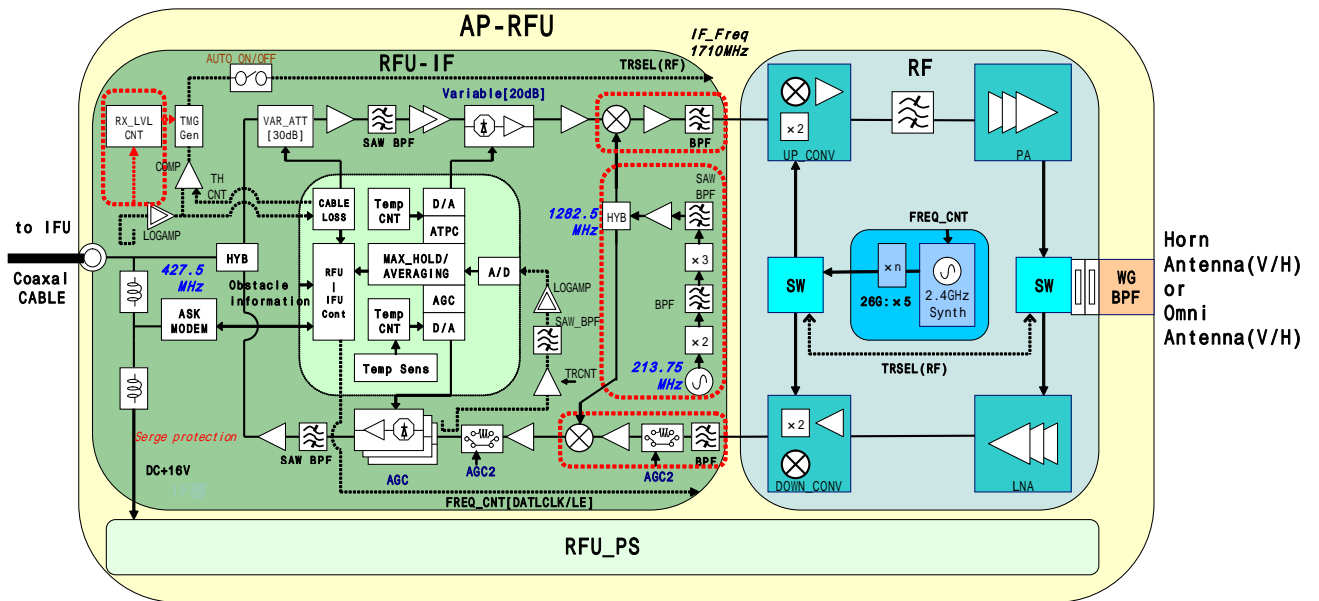 AP-RFU
IF_Freq
1710MHz
AUTO ON/OFF
RFU-IF
TRSEL(RF)
RF
Variable[20dB]
RX_LVL
CNT
TMG
Gen
VAR_ATT
[30dB]
SAW BPF
BPF
×2
UP_CONV
PA
COMP
TH
CNT
CABLE
LOSS
Temp
CNT
D/A
ATPC
SAW
BPF
1282.5
MHz
HYB
FREQ_CNT
LOGAMP
to IFU
Coaxal
CABLE
427.5
MHz
HYB
Obstacle
information
RFU
|
IFU
Cont
MAX_HOLD/
AVERAGING
A/D
×3
BPF
×2
SW
×n
26G:×5
2.4GHz
Synth
SW
WG
BPF
Horn
Antenna(V/H)
or
Omni
Antenna(V/H)
ASK
MODEM
Temp
CNT
AGC
D/A
LOGAMP
SAW_BPF
Temp Sens
TRCNT
213.75
MHz
TRSEL(RF)
Serge protection
SAW BPF
AGC
AGC2
AGC2
BPF
×2
DOWN_CONV
LNA
DC+16V
FREQ_CNT[DATLCLK/LE]
RFU_PS